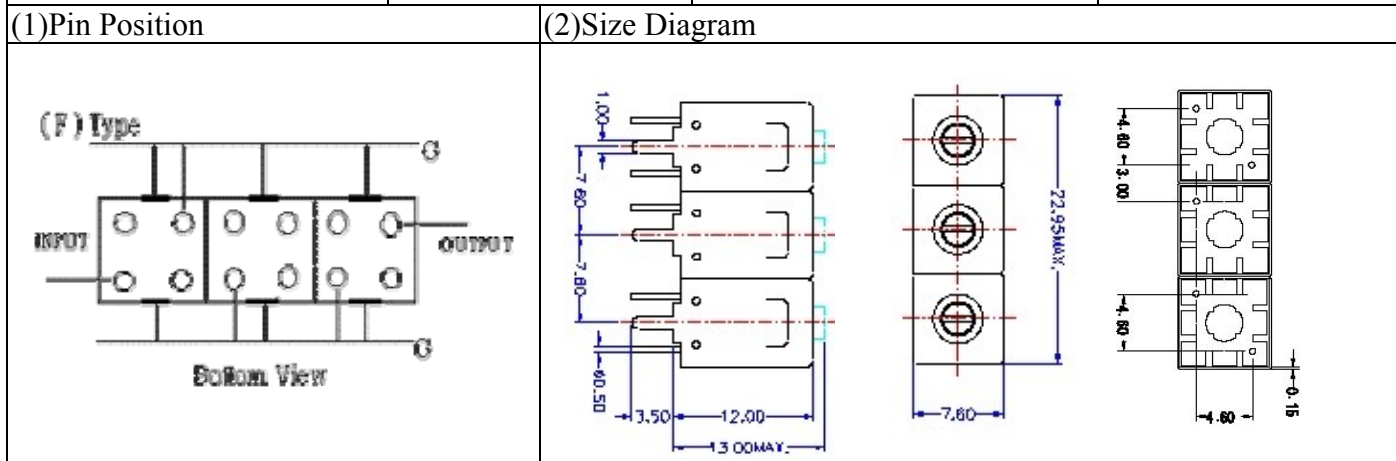 (1)Pin Position
(2)Size Diagram
(F) Type
G
INPUT
OUTPUT
G
Bottom View
1.00
7.60
7.60
ϕ0.50
3.50
12.00
13.00MAX.
22.95MAX.
7.60
4.60
3.00
4.60
4.60
0.15